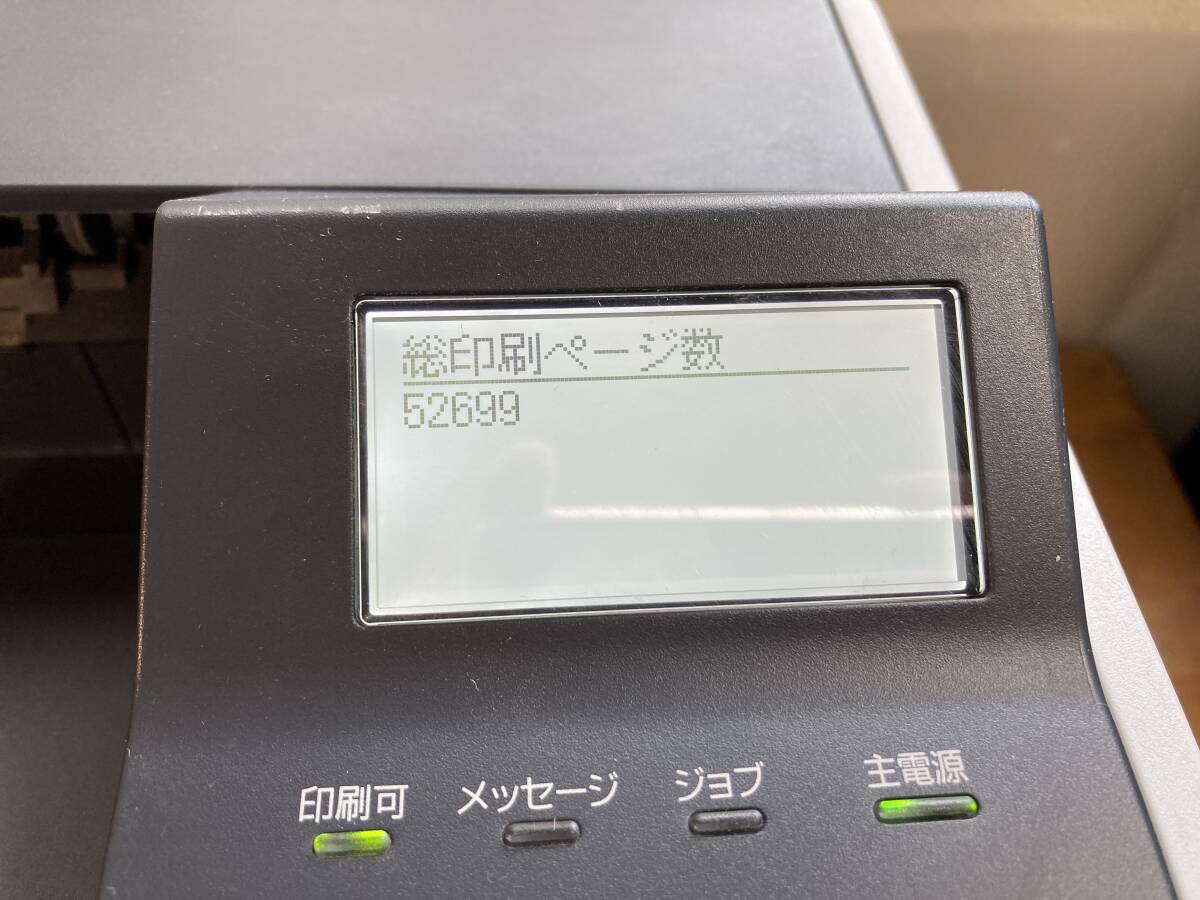 総印刷ページ数
52699
印刷可 メッセージ ジョブ 主電源